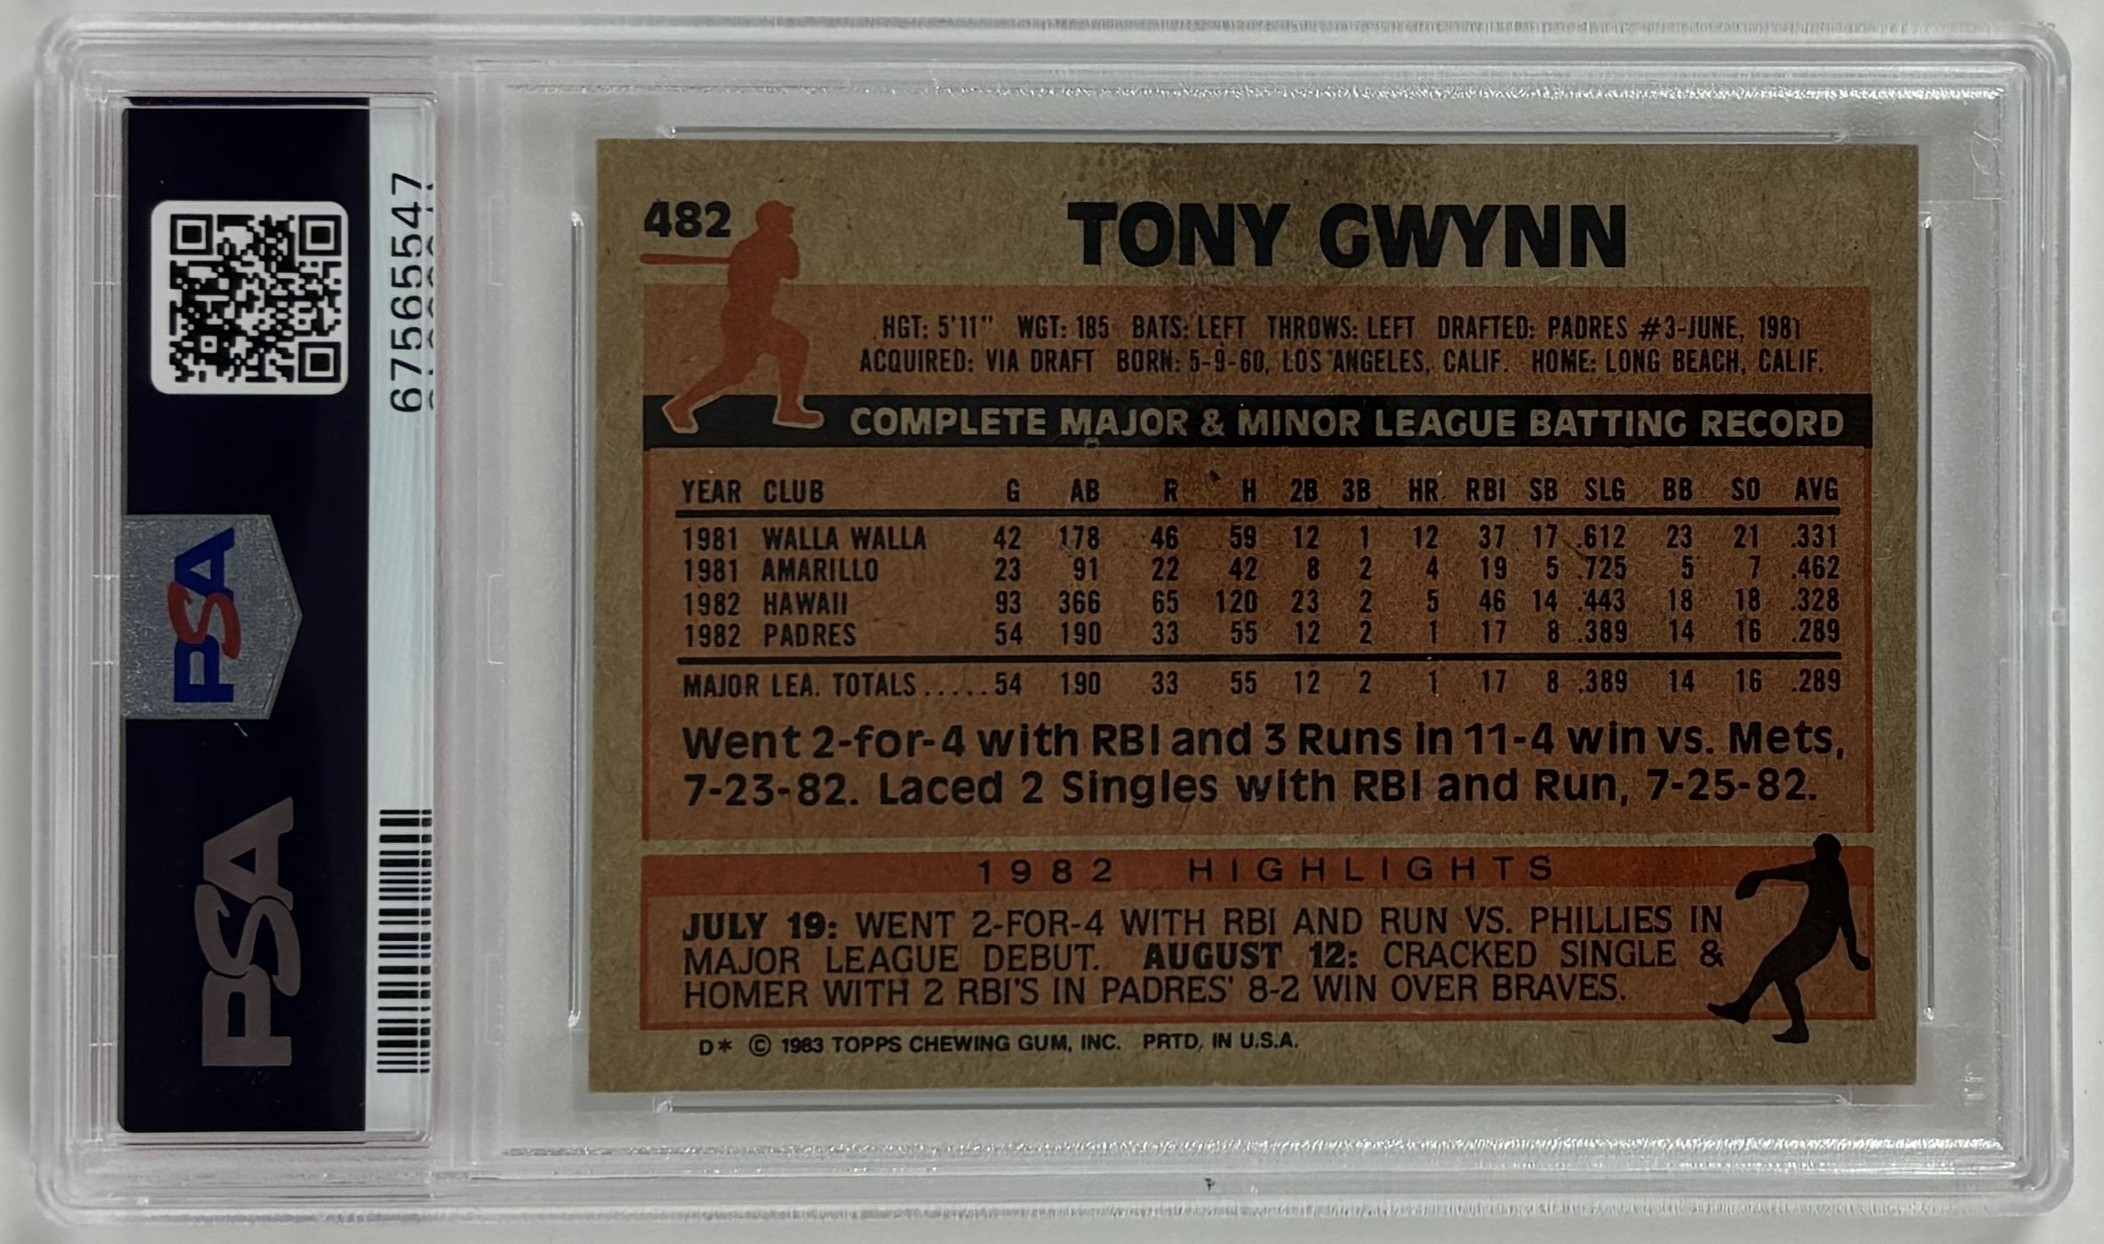 67565547
PSA
PSA
482
TONY GWYNN
HGT: 5'11" WGT: 185 BATS: LEFT THROWS: LEFT DRAFTED: PADRES #3-JUNE, 1981
ACQUIRED: VIA DRAFT BORN: 5-9-60, LOS ANGELES, CALIF. HOME: LONG BEACH, CALIF.
COMPLETE MAJOR & MINOR LEAGUE BATTING RECORD
YEAR CLUB G AB R H 2B 3B HR RBI SB SLG BB SO AVG
1981 WALLA WALLA 42 178 46 59 12 1 12 37 17 .612 23 21 .331
1981 AMARILLO 23 91 22 42 8 2 4 19 5 .725 5 7 .462
1982 HAWAII 93 366 65 120 23 2 5 46 14 .443 18 18 .328
1982 PADRES 54 190 33 55 12 2 1 17 8 .389 14 16 .289
MAJOR LEA. TOTALS.....54 190 33 55 12 2 1 17 8 .389 14 16 .289
Went 2-for-4 with RBI and 3 Runs in 11-4 win vs. Mets,
7-23-82. Laced 2 Singles with RBI and Run, 7-25-82.
1982 HIGHLIGHTS
JULY 19: WENT 2-FOR-4 WITH RBI AND RUN VS. PHILLIES IN
MAJOR LEAGUE DEBUT. AUGUST 12: CRACKED SINGLE &
HOMER WITH 2 RBI'S IN PADRES' 8-2 WIN OVER BRAVES.
D* © 1983 TOPPS CHEWING GUM, INC. PRTD. IN U.S.A.